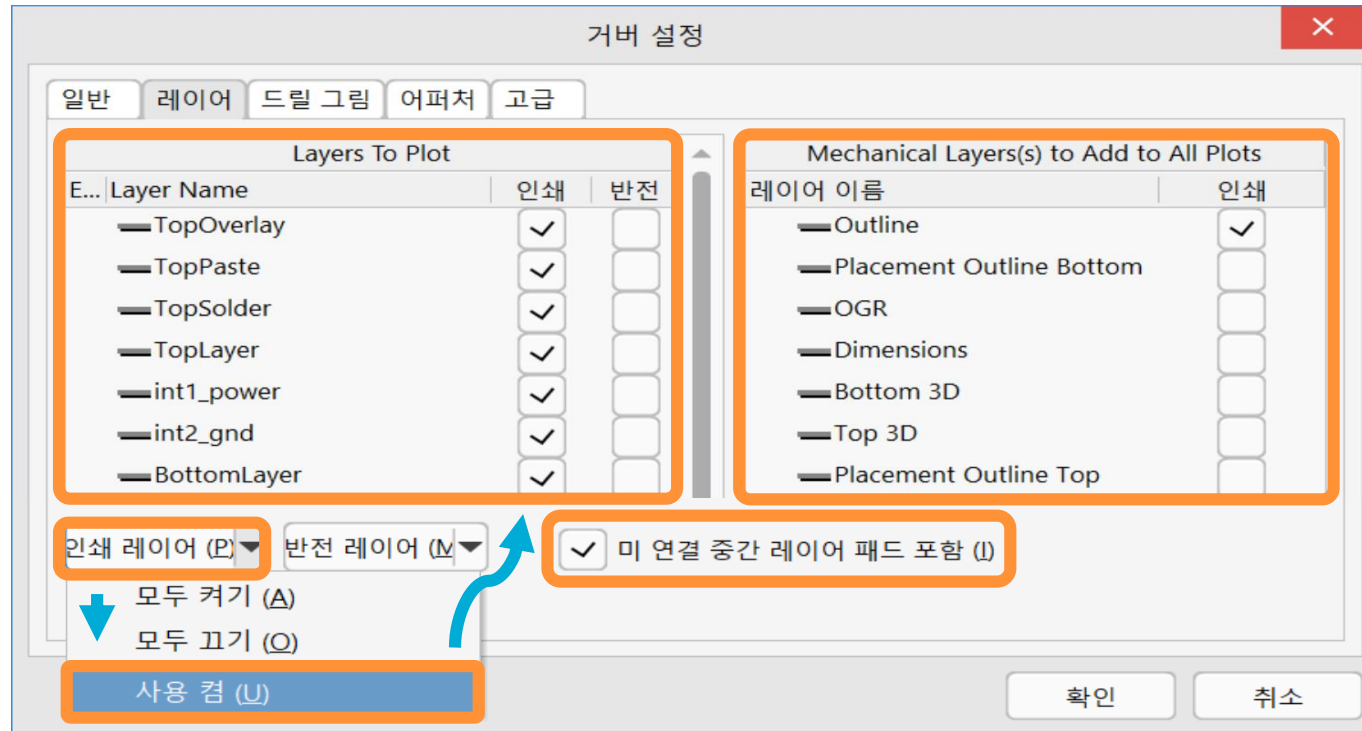 거버 설정
일반 레이어 드릴 그림 어퍼처 고급
Layers To Plot
E... Layer Name 인쇄 반전
TopOverlay
TopPaste
TopSolder
TopLayer
int1_power
int2_gnd
BottomLayer
Mechanical Layers(s) to Add to All Plots
레이어 이름 인쇄
Outline
Placement Outline Bottom
OGR
Dimensions
Bottom 3D
Top 3D
Placement Outline Top
인쇄 레이어 (P) 반전 레이어 (M 미 연결 중간 레이어 패드 포함 (I)
모두 켜기 (A)
모두 끄기 (O)
사용 켬 (U)
확인 취소